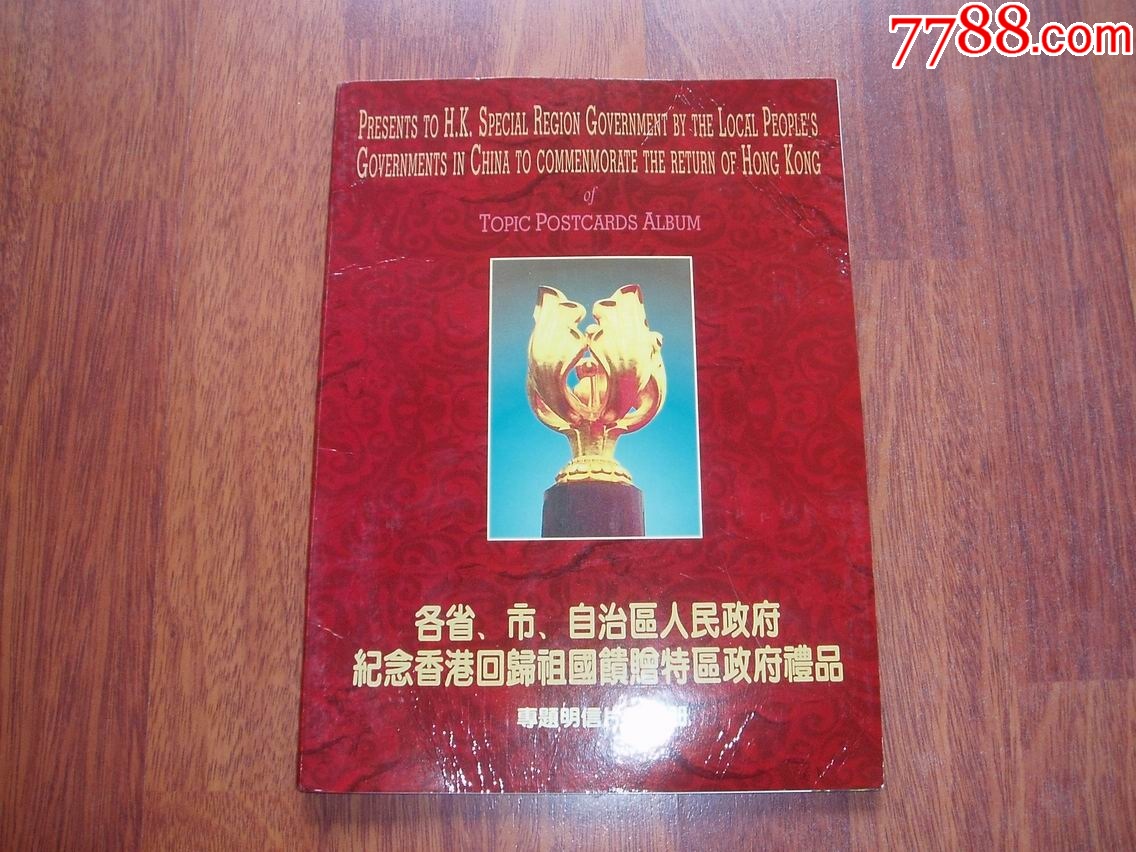 7788.com
PRESENTS TO H.K. SPECIAL REGION GOVERNMENT BY THE LOCAL PEOPLE'S
GOVERNMENTS IN CHINA TO COMMENMORATE THE RETURN OF HONG KONG
of
TOPIC POSTCARDS ALBUM
各省、市、自治區人民政府
紀念香港回歸祖國饋贈特區政府禮品
專題明信片